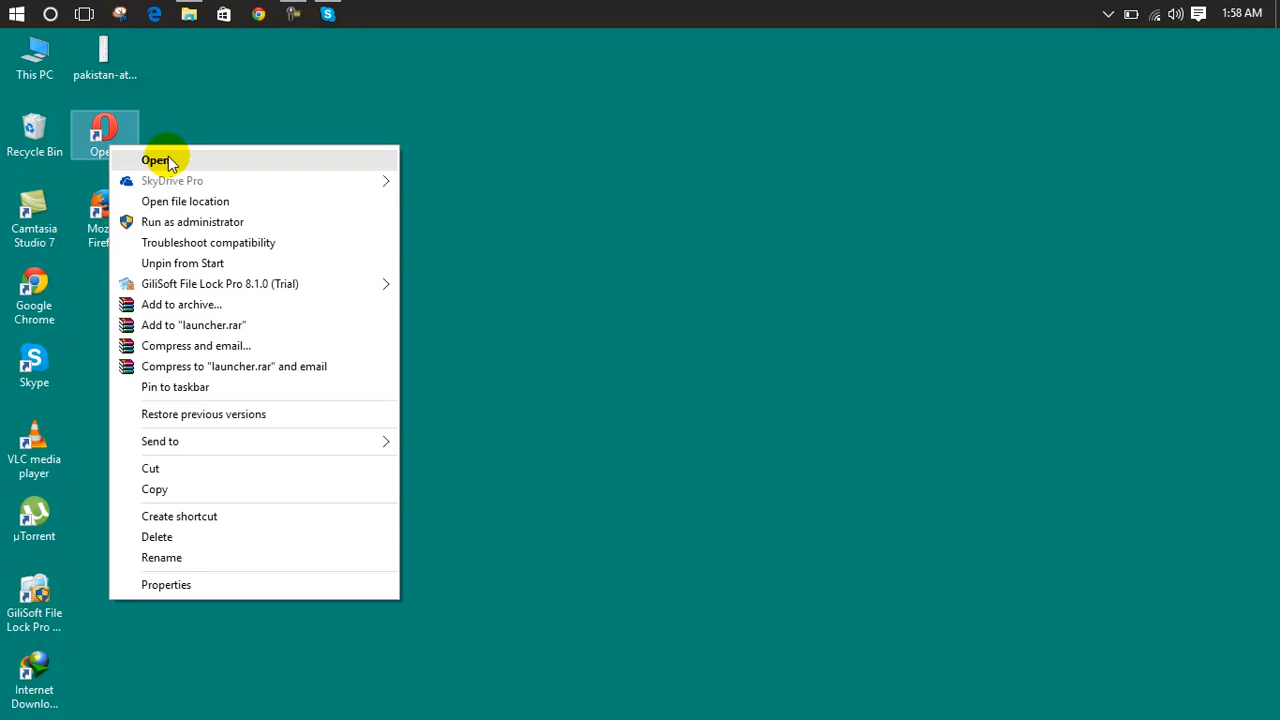 1:58 AM
This PC
pakistan-at...
Recycle Bin
Ope
Camtasia
Studio 7
Moz
Firef
Google
Chrome
Skype
VLC media
player
µTorrent
GiliSoft File
Lock Pro ...
Internet
Downlo...
Open
SkyDrive Pro
Open file location
Run as administrator
Troubleshoot compatibility
Unpin from Start
GiliSoft File Lock Pro 8.1.0 (Trial)
Add to archive...
Add to "launcher.rar"
Compress and email...
Compress to "launcher.rar" and email
Pin to taskbar
Restore previous versions
Send to
Cut
Copy
Create shortcut
Delete
Rename
Properties